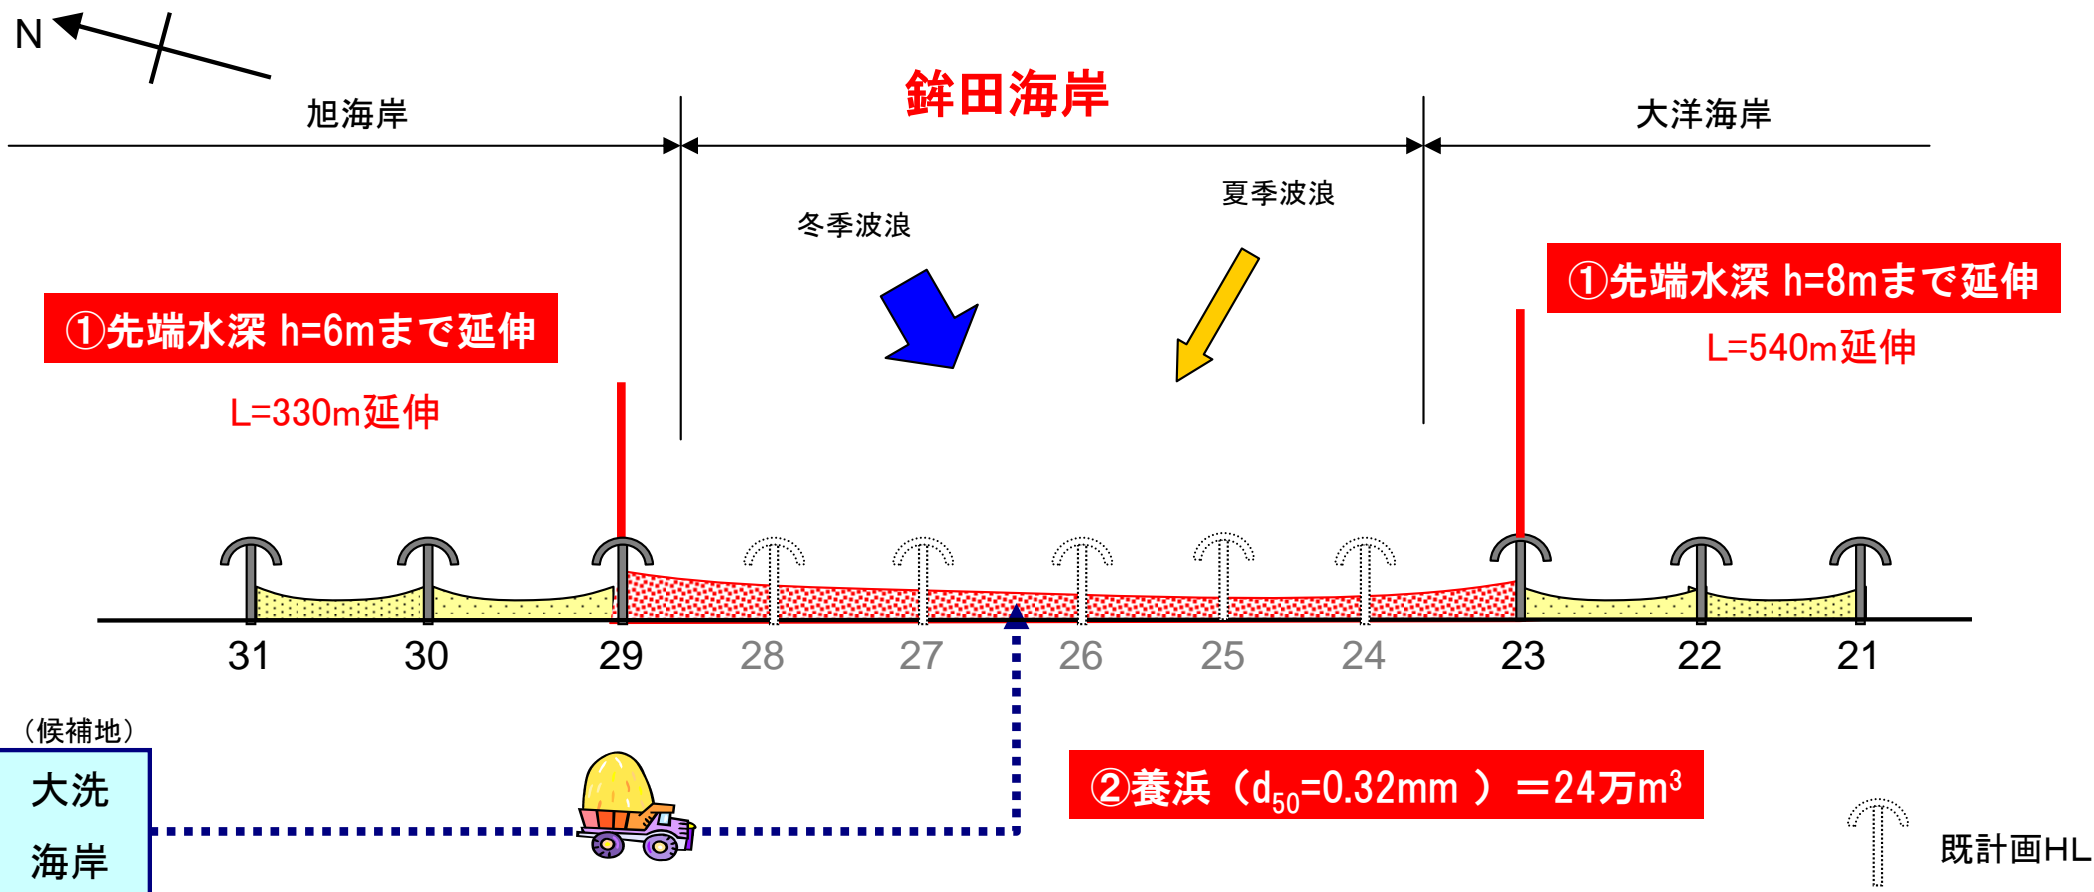 N
旭海岸
鉾田海岸
大洋海岸
冬季波浪
夏季波浪
①先端水深 h=6mまで延伸
L=330m延伸
①先端水深 h=8mまで延伸
L=540m延伸
31 30 29 28 27 26 25 24 23 22 21
（候補地）
大洗
海岸
②養浜（d50=0.32mm ）＝24万m³
既計画HL